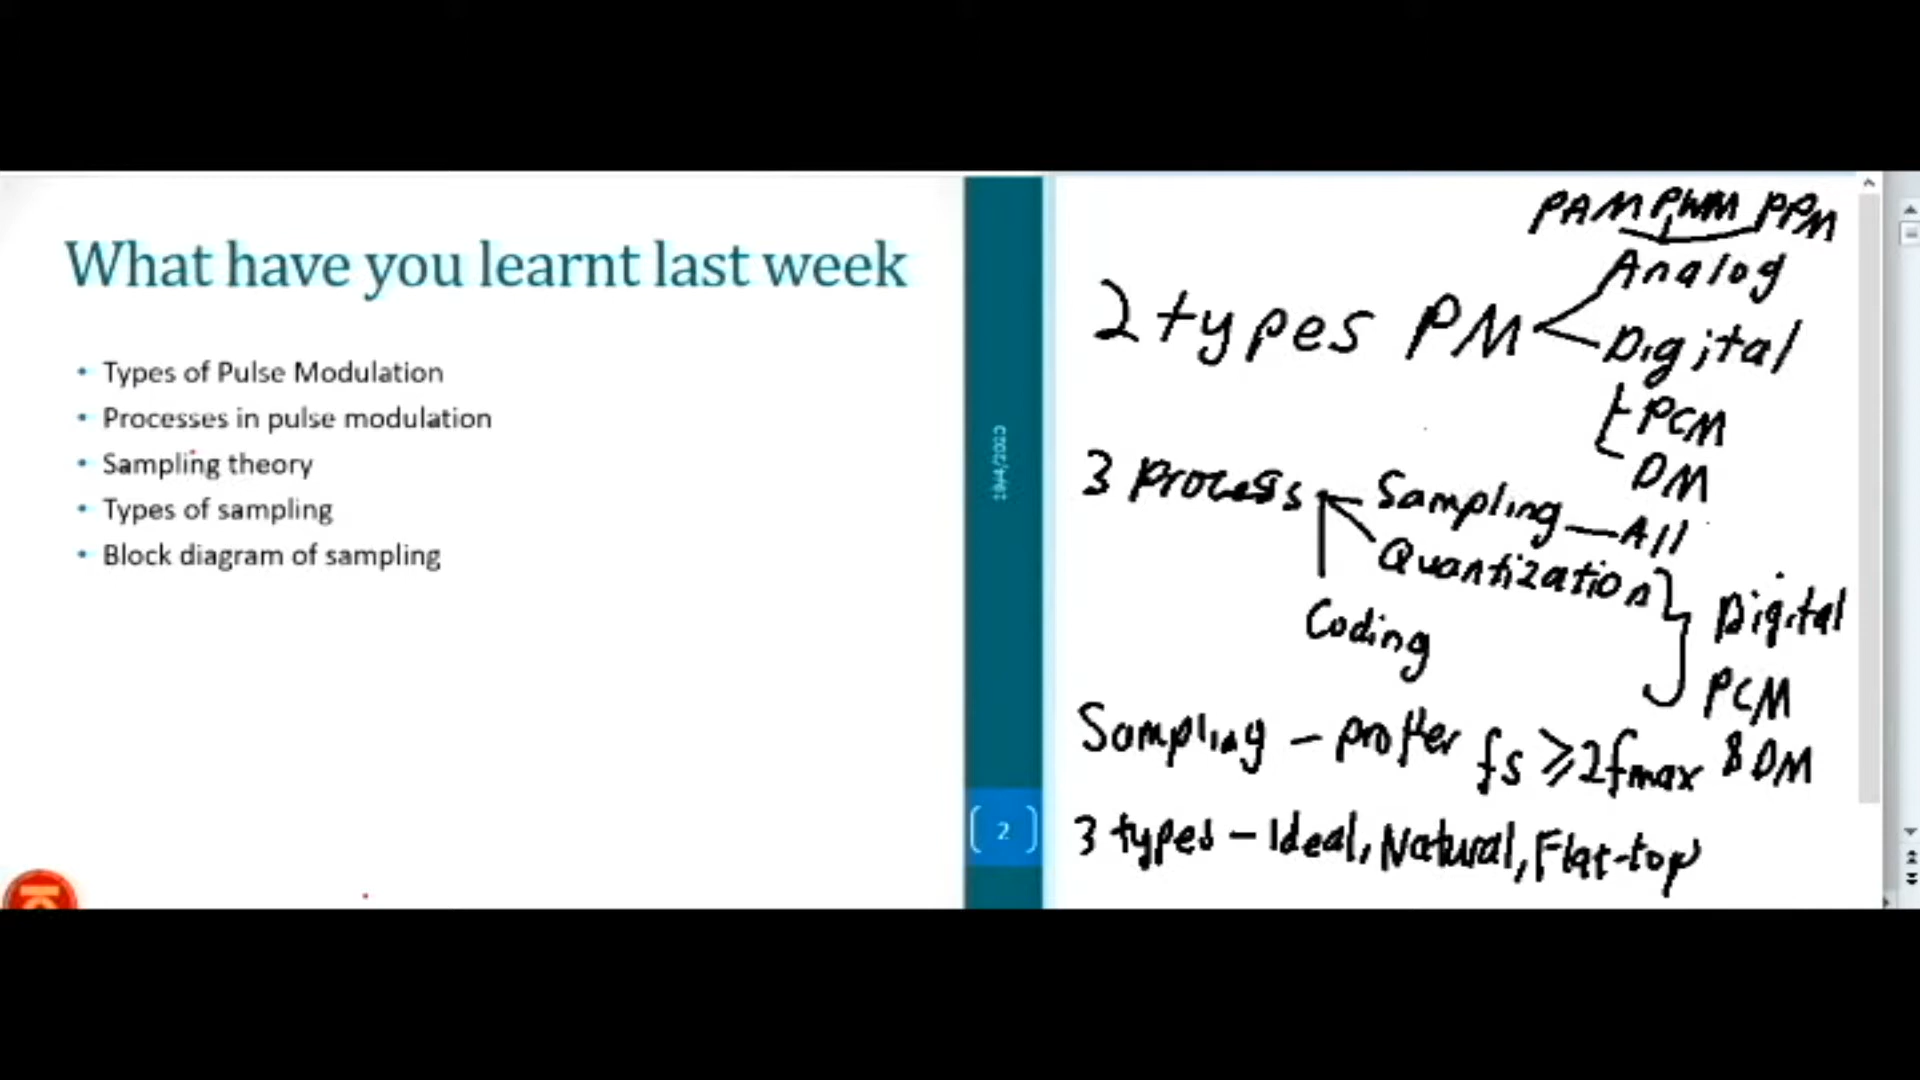 What have you learnt last week
• Types of Pulse Modulation
• Processes in pulse modulation
• Sampling theory
• Types of sampling
• Block diagram of sampling
2
PAM PWM PPM
Analog
2 types PM
Digital
PCM
DM
3 process
Sampling — All
Quantization
Coding
Digital
PCM
& DM
Sampling – fs ≥ 2fmax
3 types – Ideal, Natural, Flat-top